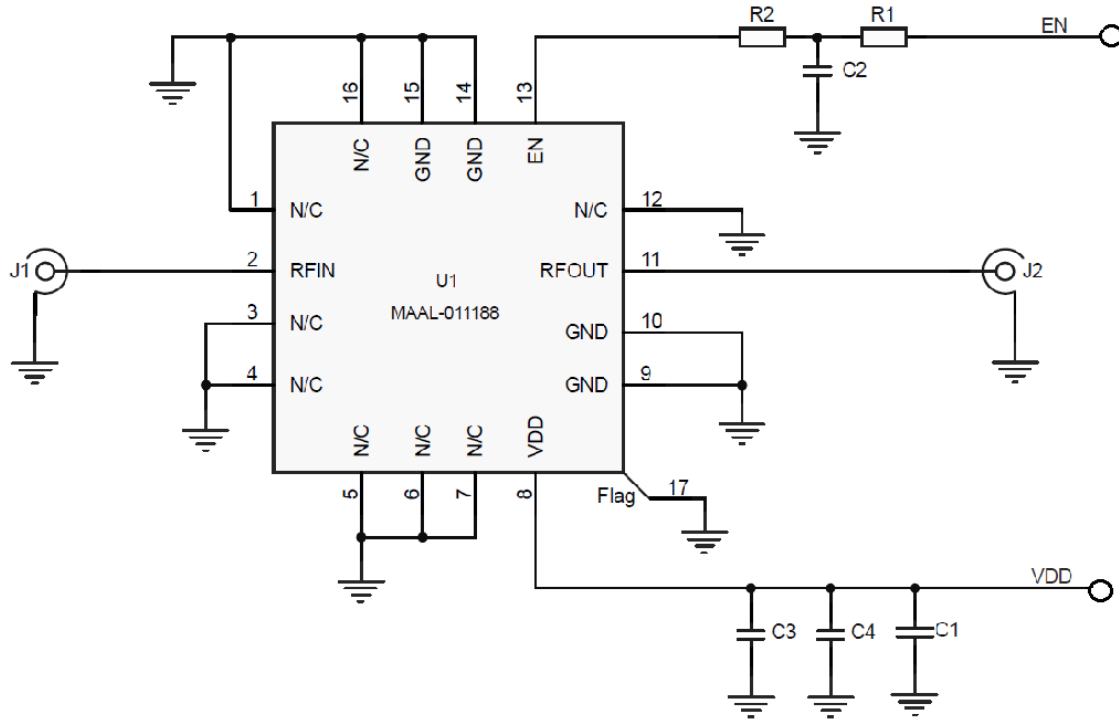 R2 R1 EN
C2
16 15 14 13
N/C GND GND EN
1 N/C N/C 12
J1 2 RFIN RFOUT 11 J2
U1
MAAL-011188
3 N/C GND 10
4 N/C GND 9
N/C N/C N/C VDD
5 6 7 8 Flag 17
VDD
C3 C4 C1